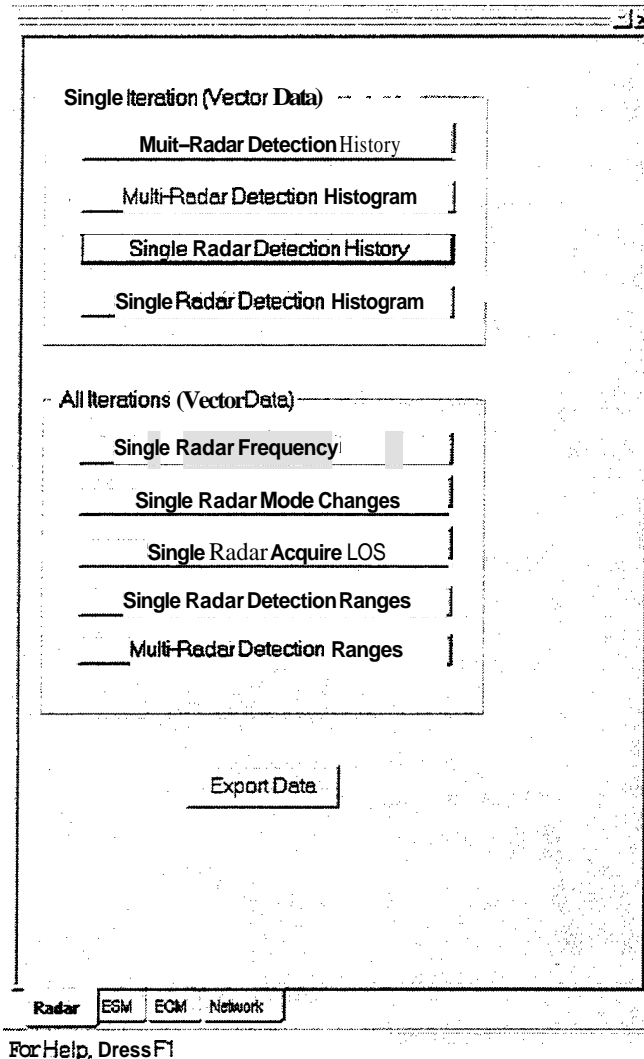 Single Iteration (Vector Data)
Muit-Radar Detection History
Multi-Radar Detection Histogram
Single Radar Detection History
Single Radar Detection Histogram
All Iterations (Vector Data)
Single Radar Frequency
Single Radar Mode Changes
Single Radar Acquire LOS
Single Radar Detection Ranges
Multi-Radar Detection Ranges
Export Data
Radar ESM ECM Network
For Help, Dress F1